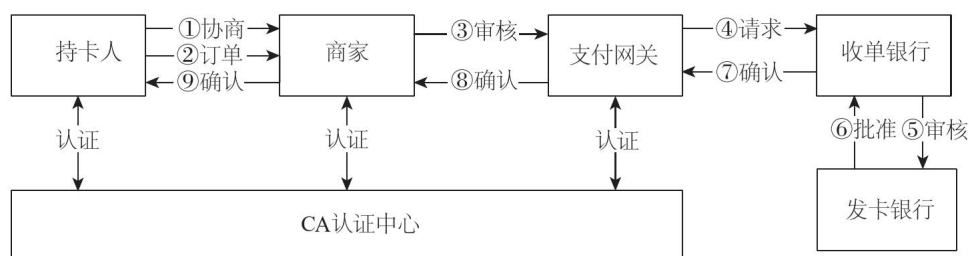 持卡人
①协商
②订单
⑨确认
商家
③审核
⑧确认
支付网关
④请求
⑦确认
收单银行
⑥批准
⑤审核
认证
认证
认证
CA认证中心
发卡银行